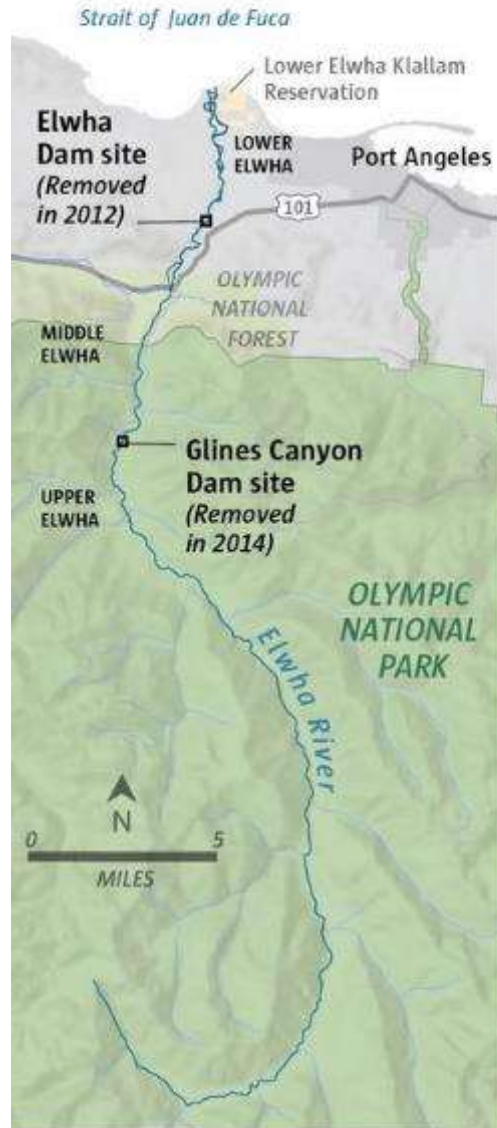 Strait of Juan de Fuca
Lower Elwha Klallam
Reservation
Elwha
Dam site
(Removed
in 2012)
LOWER
ELWHA
Port Angeles
101
OLYMPIC
NATIONAL
FOREST
MIDDLE
ELWHA
Glines Canyon
Dam site
(Removed
in 2014)
UPPER
ELWHA
OLYMPIC
NATIONAL
PARK
Elwha River
N
0 5
MILES